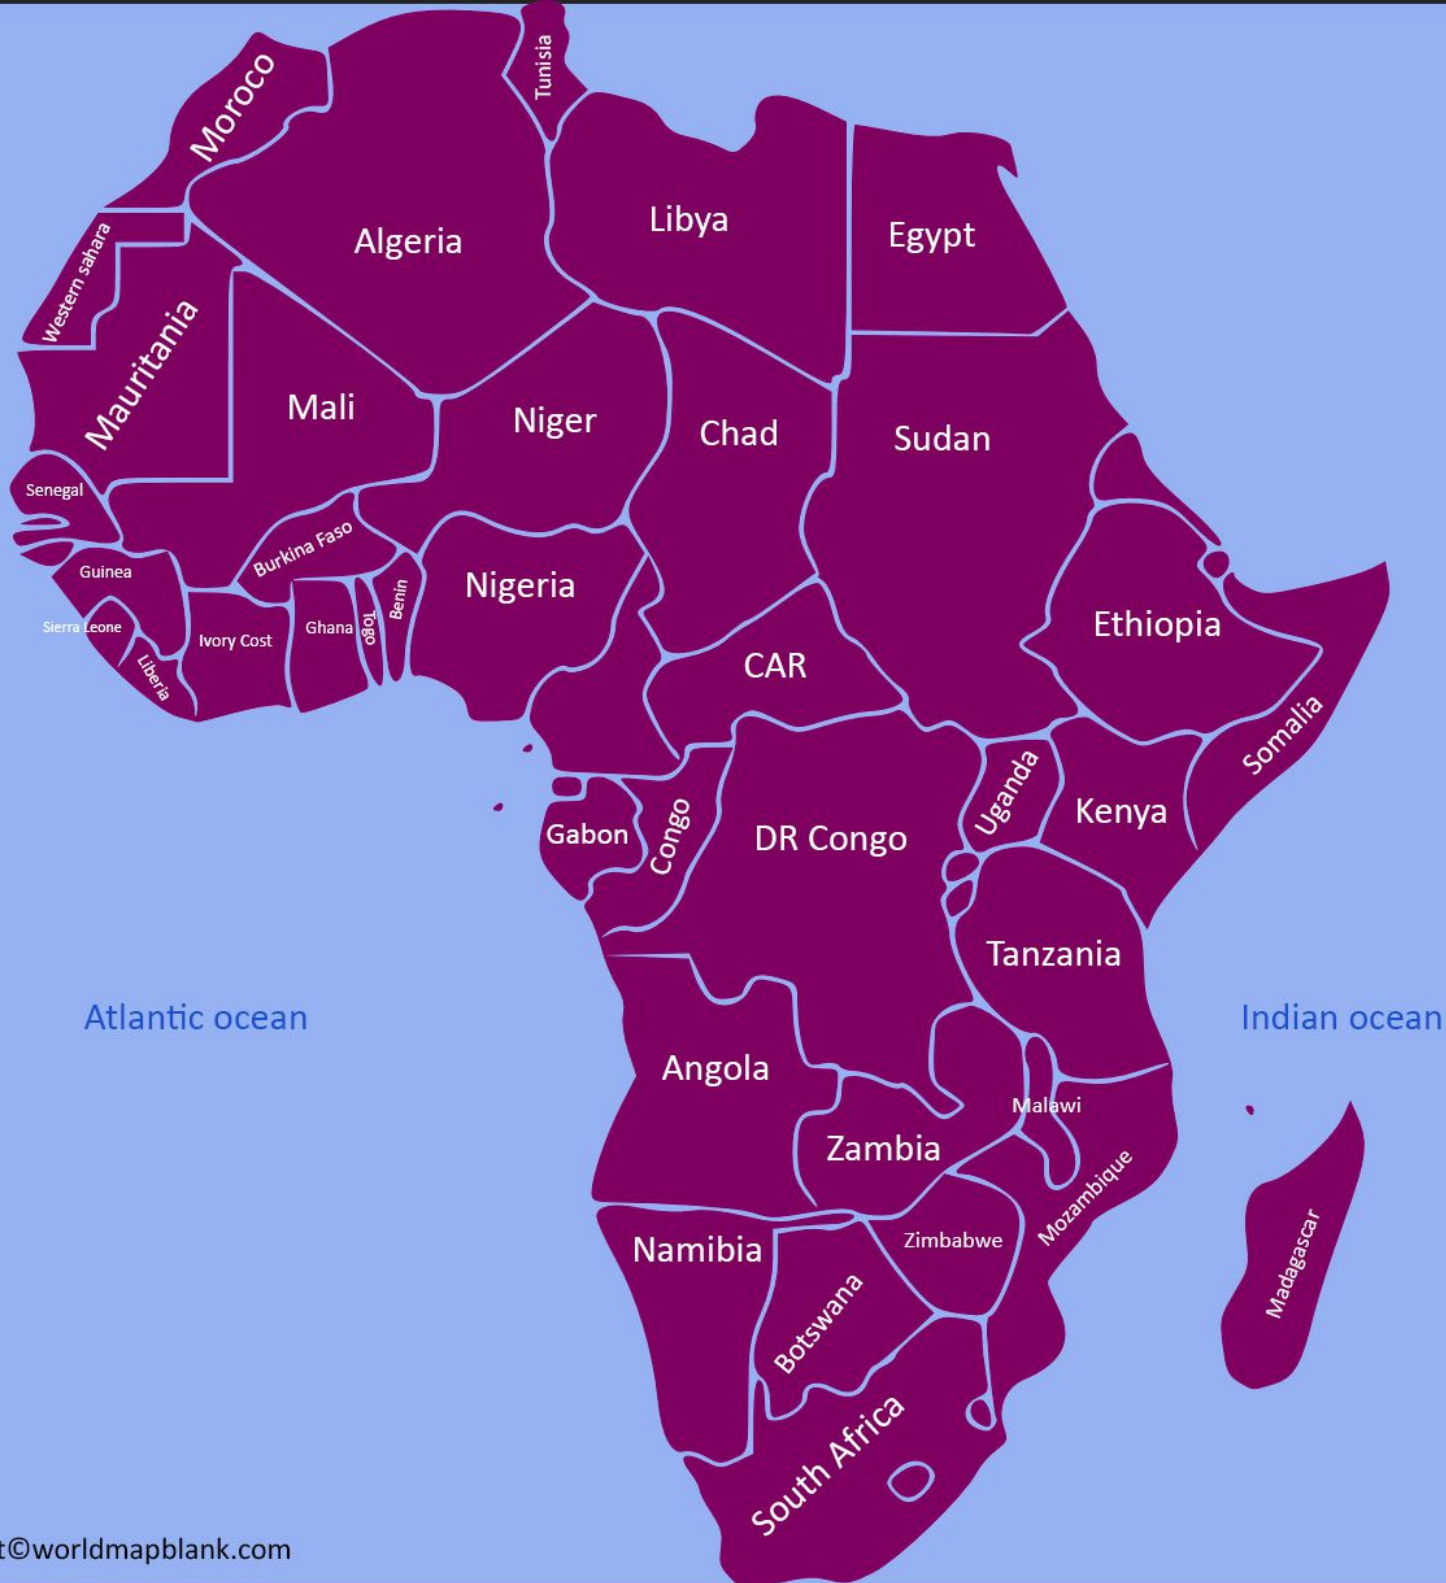 Tunisia
Moroco
Algeria
Libya
Egypt
Western sahara
Mauritania
Mali
Niger
Chad
Sudan
Senegal
Burkina Faso
Guinea
Nigeria
Benin
Togo
Ghana
Ivory Cost
Sierra Leone
Liberia
Ethiopia
CAR
Somalia
Uganda
Kenya
Gabon
Congo
DR Congo
Tanzania
Atlantic ocean
Indian ocean
Angola
Malawi
Zambia
Mozambique
Namibia
Zimbabwe
Madagascar
Botswana
South Africa
t©worldmapblank.com